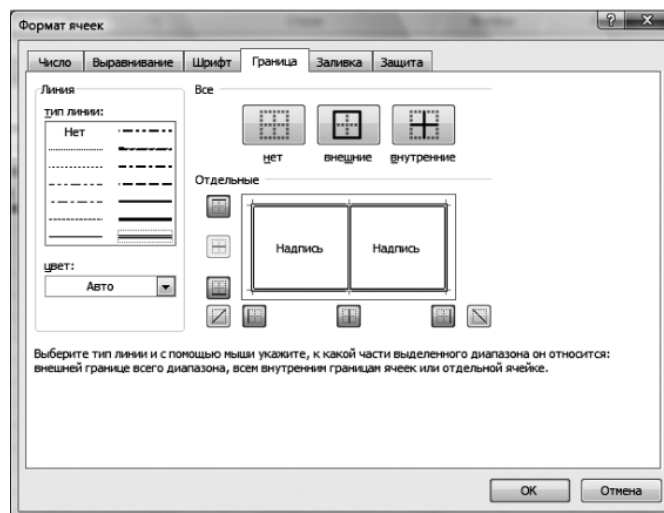 Формат ячеек
Число Выравнивание Шрифт Граница Заливка Защита
Линия
тип линии:
Нет
цвет:
Авто
Все
нет внешние внутренние
Отдельные
Надпись Надпись
Выберите тип линии и с помощью мыши укажите, к какой части выделенного диапазона он относится:
внешней границе всего диапазона, всем внутренним границам ячеек или отдельной ячейке.
ОК Отмена